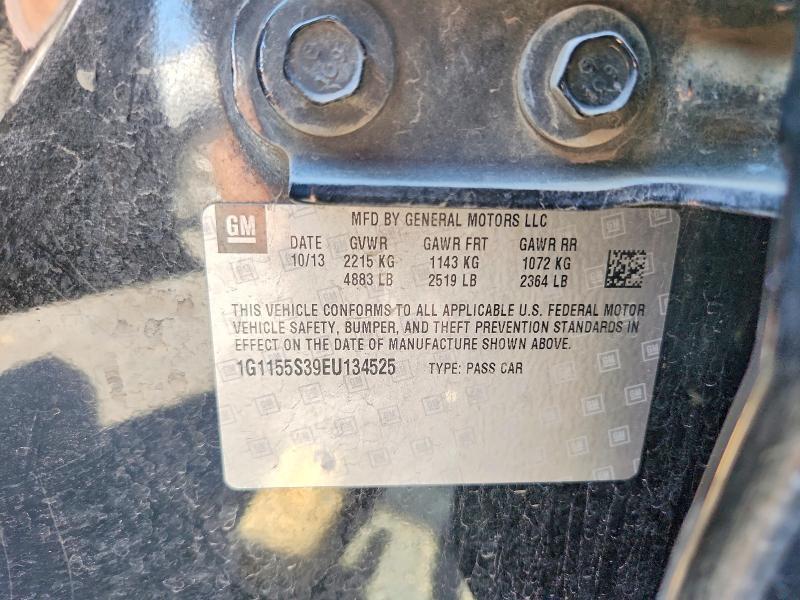 GM
MFD BY GENERAL MOTORS LLC
DATE GVWR GAWR FRT GAWR RR
10/13 2215 KG 1143 KG 1072 KG
4883 LB 2519 LB 2364 LB
THIS VEHICLE CONFORMS TO ALL APPLICABLE U.S. FEDERAL MOTOR
VEHICLE SAFETY, BUMPER, AND THEFT PREVENTION STANDARDS IN
EFFECT ON THE DATE OF MANUFACTURE SHOWN ABOVE.
1G1155S39EU134525 TYPE: PASS CAR